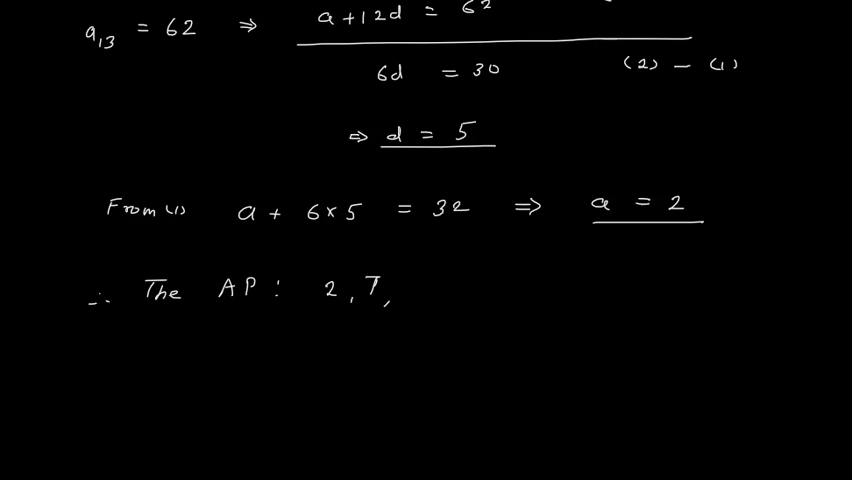 a₁₃ = 62 ⇒ a+12d = 62
6d = 30 (2) - (1)
⇒ d = 5
From (1) a + 6×5 = 32 ⇒ a = 2
∴ The AP : 2, 7,